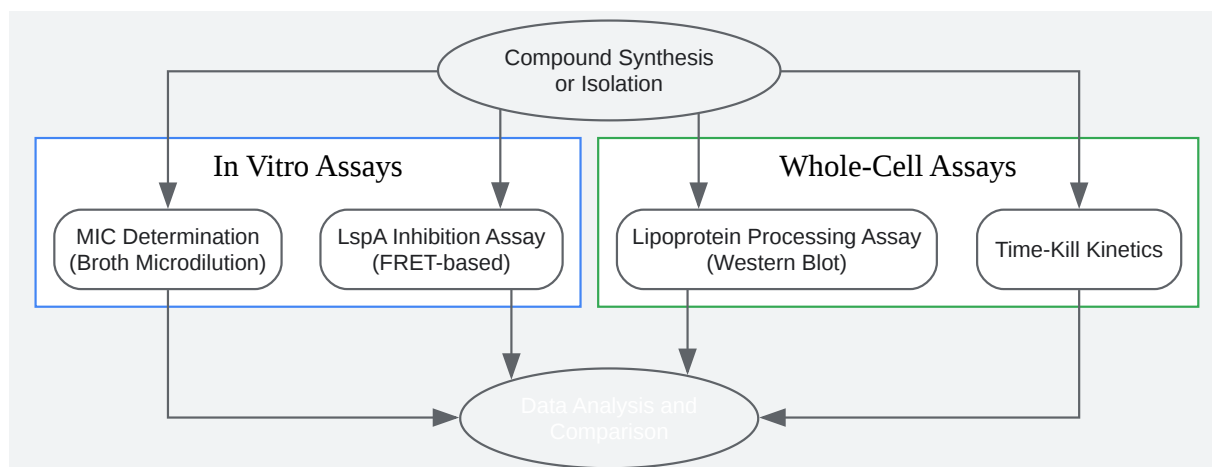 Compound Synthesis
or Isolation
In Vitro Assays
Whole-Cell Assays
MIC Determination
(Broth Microdilution)
LspA Inhibition Assay
(FRET-based)
Lipoprotein Processing Assay
(Western Blot)
Time-Kill Kinetics
Data Analysis and
Comparison